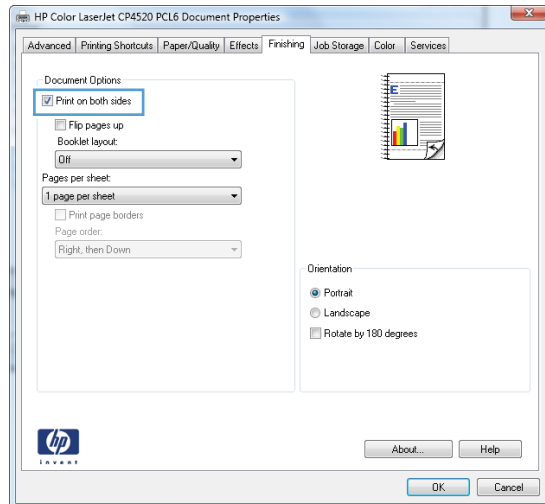 HP Color LaserJet CP4520 PCL6 Document Properties
Advanced Printing Shortcuts Paper/Quality Effects Finishing Job Storage Color Services
Document Options
Print on both sides
Flip pages up
Booklet layout:
Off
Pages per sheet:
1 page per sheet
Print page borders
Page order:
Right, then Down
E
Orientation
Portrait
Landscape
Rotate by 180 degrees
hp
invent
About... Help
OK Cancel